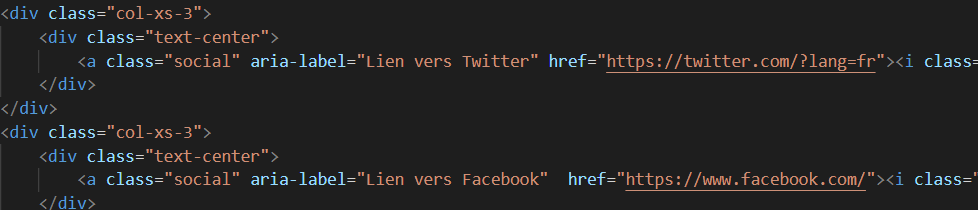 <div class="col-xs-3">
<div class="text-center">
<a class="social" aria-label="Lien vers Twitter" href="https://twitter.com/?lang=fr"><i class=
</div>
</div>
<div class="col-xs-3">
<div class="text-center">
<a class="social" aria-label="Lien vers Facebook"  href="https://www.facebook.com/"><i class="
</div>